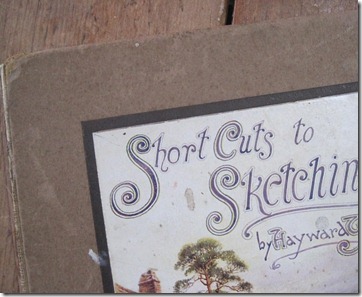 Short Cuts to
Sketchin
by Hayward